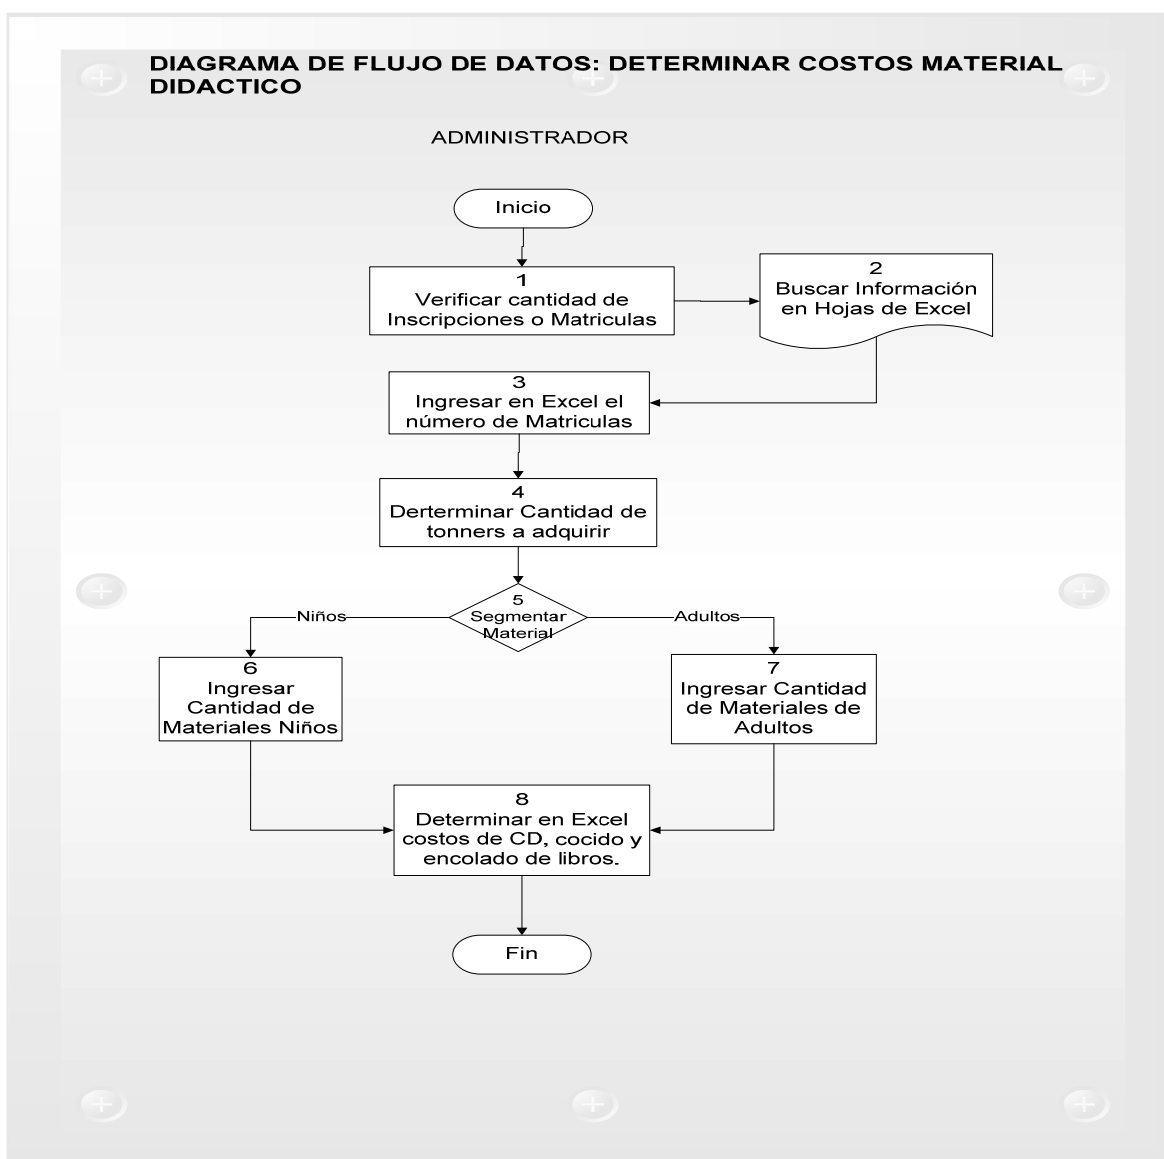 DIAGRAMA DE FLUJO DE DATOS: DETERMINAR COSTOS MATERIAL
DIDACTICO
ADMINISTRADOR
Inicio
1
Verificar cantidad de
Inscripciones o Matriculas
2
Buscar Información
en Hojas de Excel
3
Ingresar en Excel el
número de Matriculas
4
Derterminar Cantidad de
tonners a adquirir
5
Segmentar
Material
Niños
Adultos
6
Ingresar
Cantidad de
Materiales Niños
7
Ingresar Cantidad
de Materiales de
Adultos
8
Determinar en Excel
costos de CD, cocido y
encolado de libros.
Fin